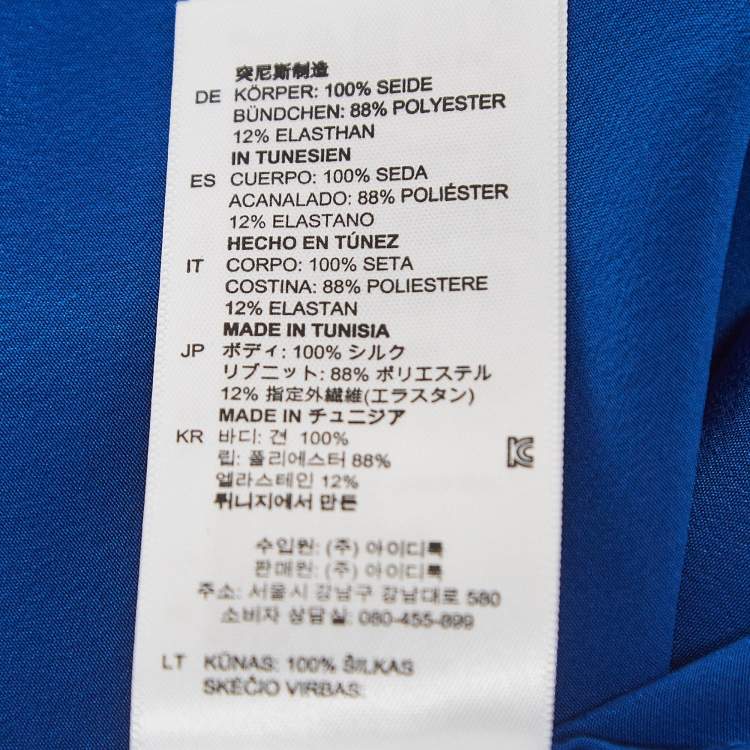 突尼斯制造
DE KÖRPER: 100% SEIDE
BÜNDCHEN: 88% POLYESTER
12% ELASTHAN
IN TUNESIEN
ES CUERPO: 100% SEDA
ACANALADO: 88% POLIÉSTER
12% ELASTANO
HECHO EN TÚNEZ
IT CORPO: 100% SETA
COSTINA: 88% POLIESTERE
12% ELASTAN
MADE IN TUNISIA
JP ボディ: 100% シルク
リブニット: 88% ポリエステル
12% 指定外繊維(エラスタン)
MADE IN チュニジア
KR 바디: 견 100%
립: 폴리에스터 88%
엘라스테인 12%
튀니지에서 만든
수입원: (주) 아이디룩
판매원: (주) 아이디룩
주소: 서울시 강남구 강남대로 580
소비자 상담실: 080-455-899
LT KŪNAS: 100% ŠILKAS
SKĖČIO VIRBAS: